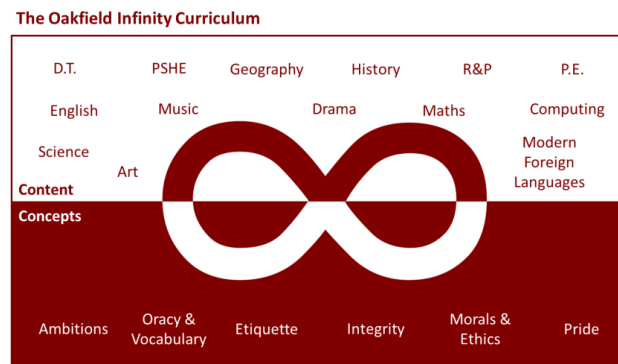 The Oakfield Infinity Curriculum
D.T. PSHE Geography History R&P P.E.
English Music Drama Maths Computing
Science
Art
Modern
Foreign
Languages
Content
Concepts
Ambitions
Oracy &
Vocabulary
Etiquette
Integrity
Morals &
Ethics
Pride